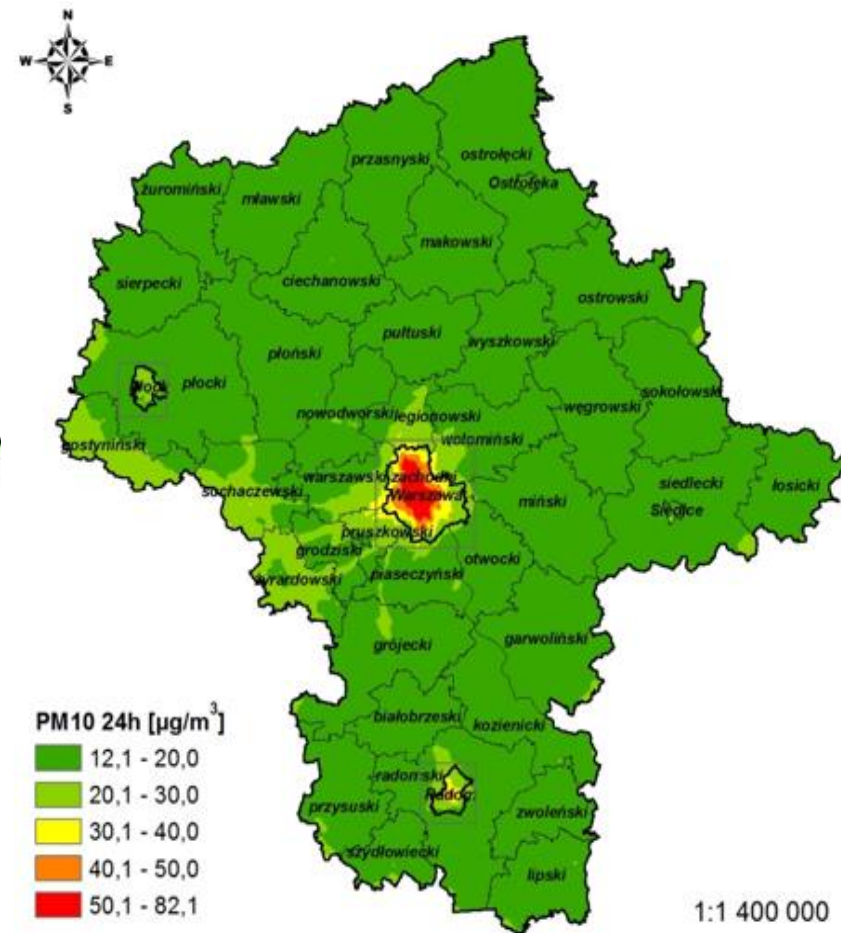 N
W E
S
ostrołęcki
przasnyski
Ostrołęka
żuromiński
mławski
makowski
sierpecki
ciechanowski
ostrowski
pułtuski
wyszkowski
płoński
płocki
sokołowski
węgrowski
nowodworski
legionowski
gostyniński
wołomiński
warszawski zachodni
siedlecki
łosicki
sochaczewski
Warszawa
miński
Siedlce
pruszkowski
grodziski
otwocki
żyrardowski
piaseczyński
grójecki
garwoliński
białobrzeski
kozienicki
radomski
Radom
przysuski
zwoleński
szydłowiecki
lipski
PM10 24h [µg/m³]
12,1 - 20,0
20,1 - 30,0
30,1 - 40,0
40,1 - 50,0
50,1 - 82,1
1:1 400 000